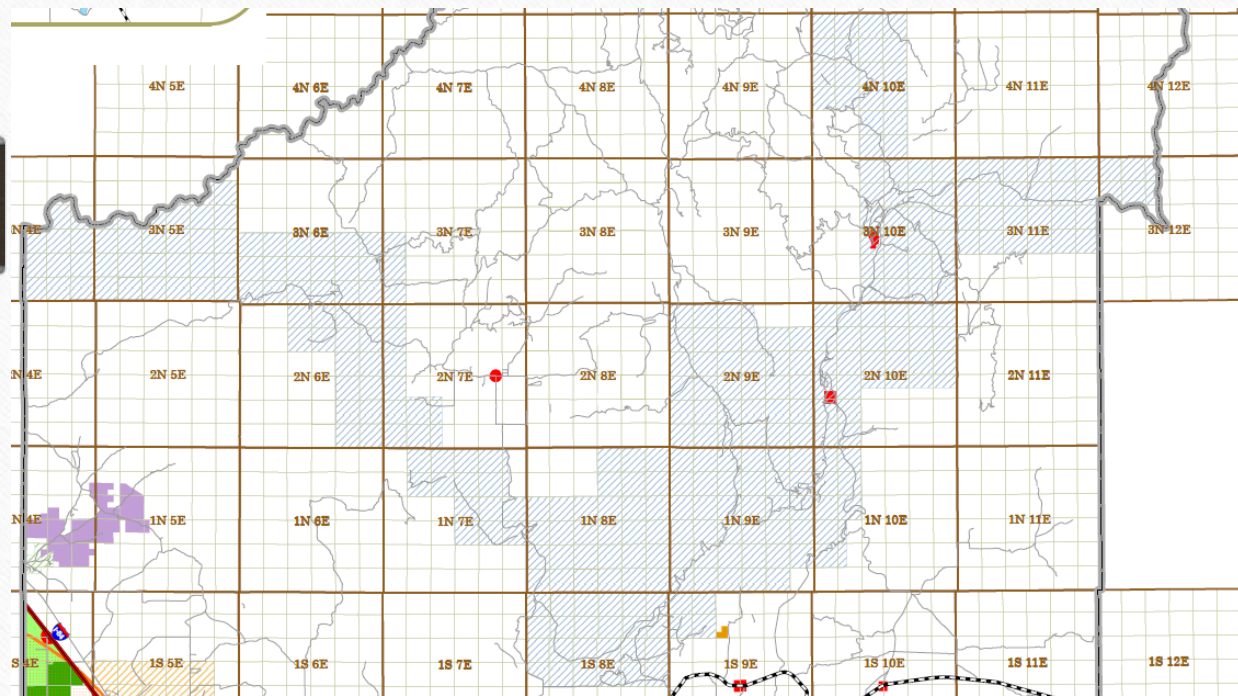 4N 5E
4N 6E
4N 7E
4N 8E
4N 9E
4N 10E
4N 11E
4N 12E
N 4E
3N 5E
3N 6E
3N 7E
3N 8E
3N 9E
3N 10E
3N 11E
3N 12E
N 4E
2N 5E
2N 6E
2N 7E
2N 8E
2N 9E
2N 10E
2N 11E
N 4E
1N 5E
1N 6E
1N 7E
1N 8E
1N 9E
1N 10E
1N 11E
S 4E
1S 5E
1S 6E
1S 7E
1S 8E
1S 9E
1S 10E
1S 11E
1S 12E